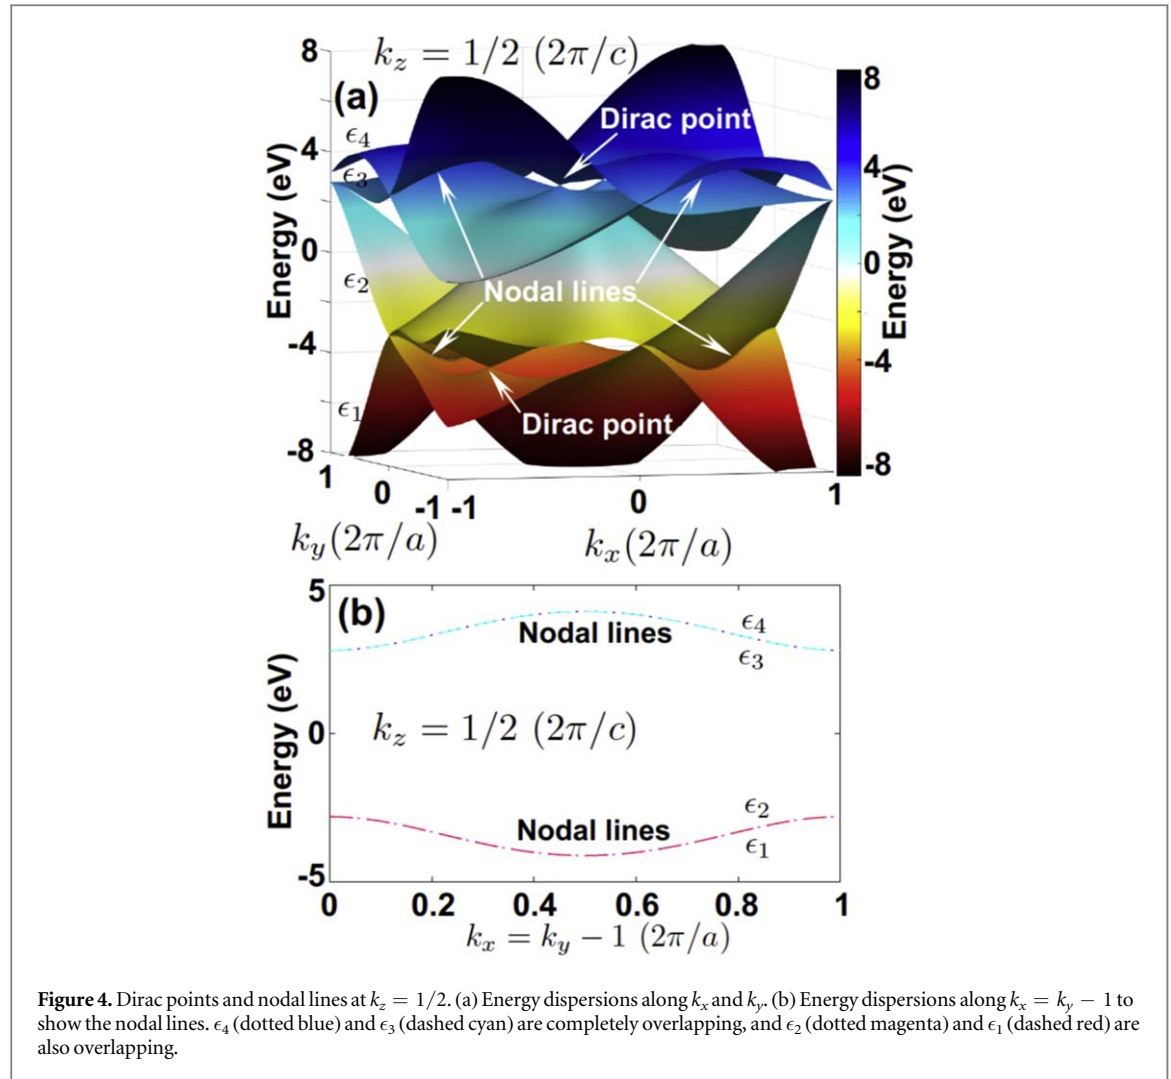 k_z = 1/2 (2π/c)
8
(a)
8
Dirac point
ϵ4
4
ϵ3
4
Energy (eV)
Energy (eV)
0
0
ϵ2
Nodal lines
-4
-4
ϵ1
Dirac point
-8
-8
1
0
-1
-1
0
1
k_y(2π/a)
k_x(2π/a)
5
(b)
ϵ4
Nodal lines
ϵ3
Energy (eV)
0
k_z = 1/2 (2π/c)
ϵ2
Nodal lines
ϵ1
-5
0 0.2 0.4 0.6 0.8 1
k_x = k_y − 1 (2π/a)
Figure 4. Dirac points and nodal lines at k_z = 1/2. (a) Energy dispersions along k_x and k_y. (b) Energy dispersions along k_x = k_y − 1 to
show the nodal lines. ϵ4 (dotted blue) and ϵ3 (dashed cyan) are completely overlapping, and ϵ2 (dotted magenta) and ϵ1 (dashed red) are
also overlapping.